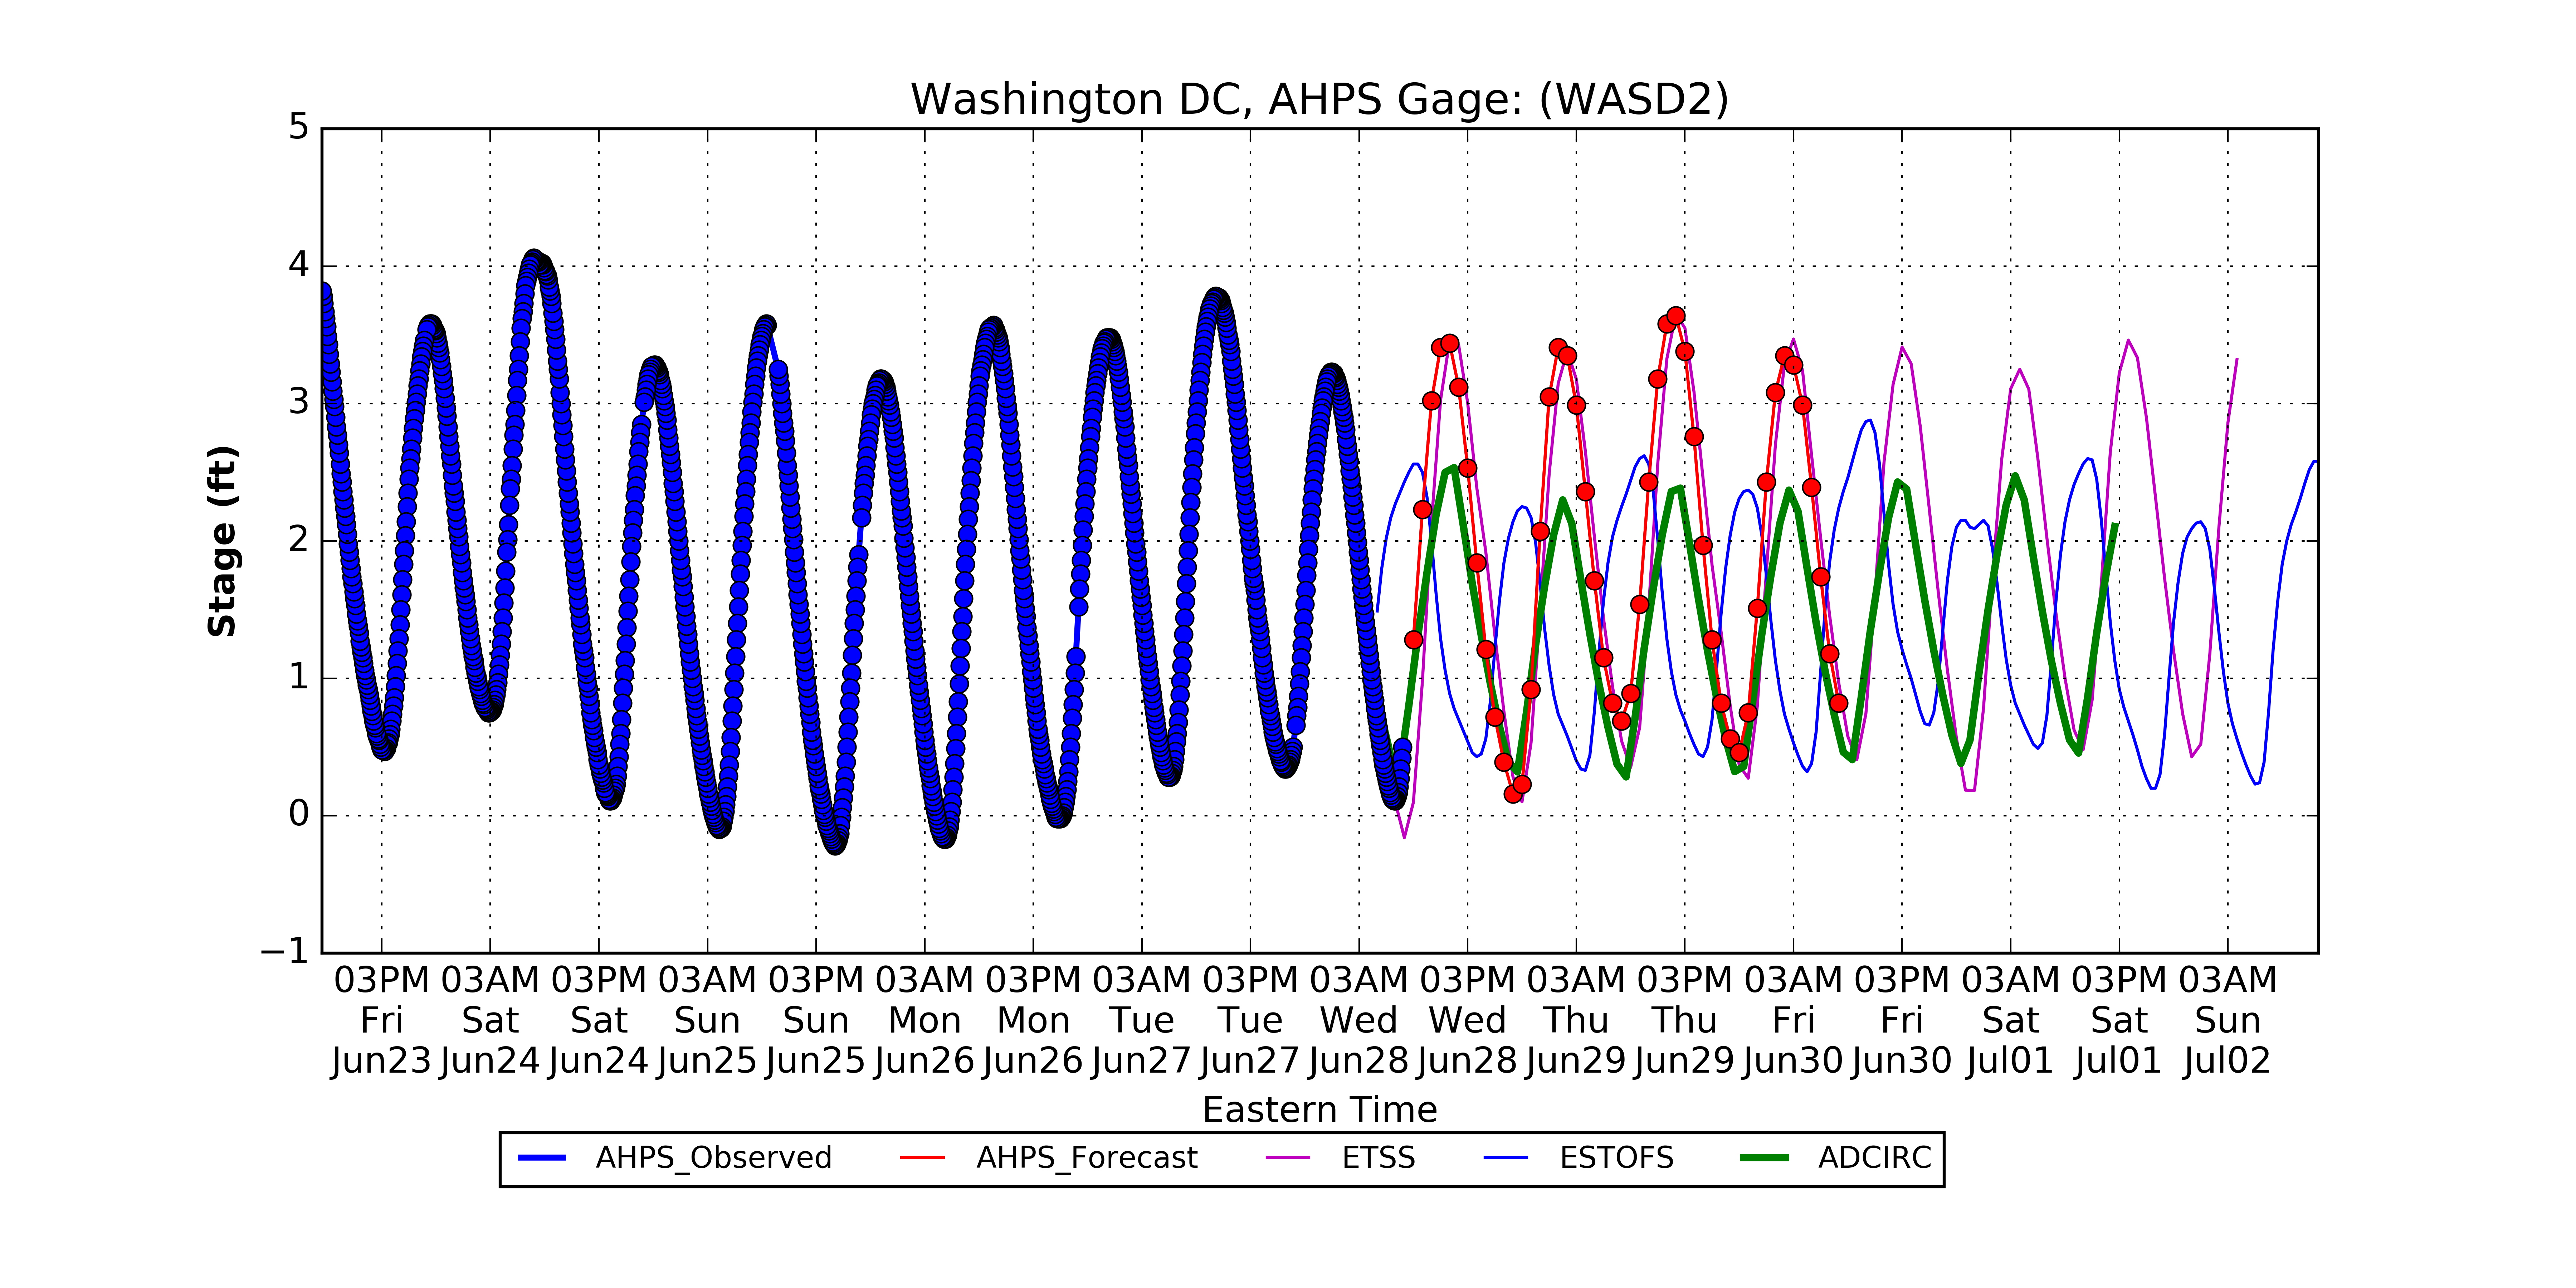 Washington DC, AHPS Gage: (WASD2)
5
4
3
2
1
0
−1
Stage (ft)
03PM 03AM 03PM 03AM 03PM 03AM 03PM 03AM 03PM 03AM 03PM 03AM 03PM 03AM 03PM 03AM 03PM 03AM
Fri Sat Sat Sun Sun Mon Mon Tue Tue Wed Wed Thu Thu Fri Fri Sat Sat Sun
Jun23 Jun24 Jun24 Jun25 Jun25 Jun26 Jun26 Jun27 Jun27 Jun28 Jun28 Jun29 Jun29 Jun30 Jun30 Jul01 Jul01 Jul02
Eastern Time
AHPS_Observed AHPS_Forecast ETSS ESTOFS ADCIRC